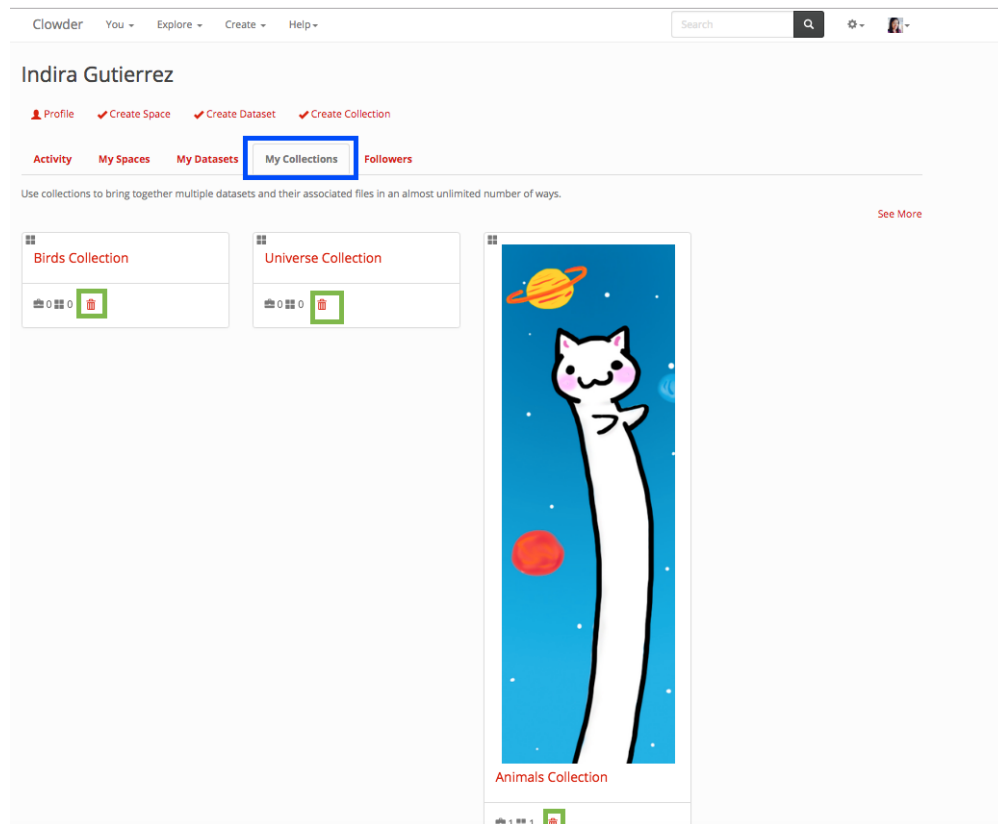 Clowder You Explore Create Help Search
Indira Gutierrez
Profile Create Space Create Dataset Create Collection
Activity My Spaces My Datasets My Collections Followers
Use collections to bring together multiple datasets and their associated files in an almost unlimited number of ways.
See More
Birds Collection
0 0
Universe Collection
0 0
Animals Collection
1 1